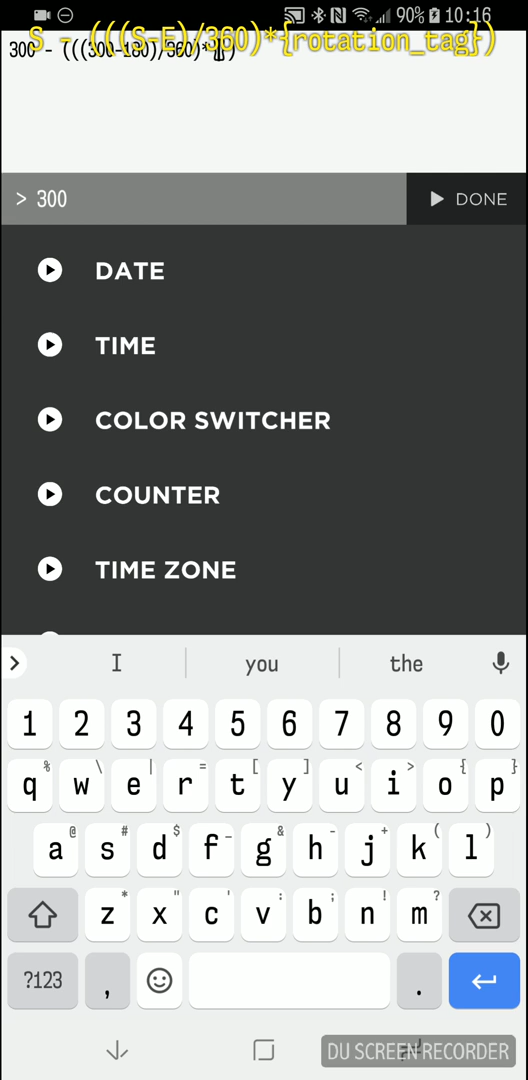 90% 10:16
S - (((S-E)/360)*{rotation_tag})
300 - (((300-180)/360)*[])
> 300
DONE
DATE
TIME
COLOR SWITCHER
COUNTER
TIME ZONE
I you the
1 2 3 4 5 6 7 8 9 0
% \ | = [ ] < > { }
q w e r t y u i o p
@ # $ _ & - + ( )
a s d f g h j k l
* " ' : ; ! ?
z x c v b n m
?123 , .
DU SCREEN RECORDER